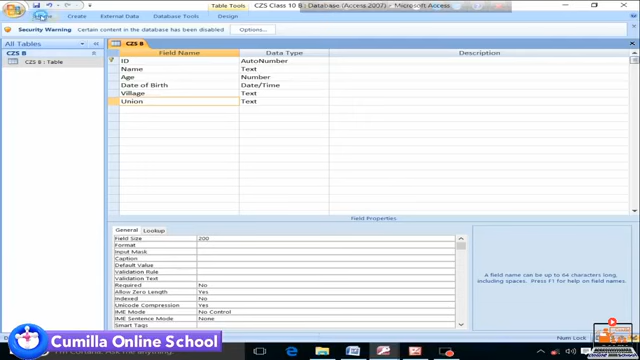 Table Tools
CZS Class 10 B : Database (Access 2007) - Microsoft Access
Home
Create
External Data
Database Tools
Design
Security Warning
Certain content in the database has been disabled
Options...
All Tables
CZS B : Table
CZS B
Field Name
Data Type
Description
ID
AutoNumber
Name
Text
Age
Number
Date of Birth
Date/Time
Village
Text
Union
Text
Field Properties
General
Lookup
Field Size
200
Format
Input Mask
Caption
Default Value
Validation Rule
Validation Text
Required
No
Allow Zero Length
Yes
Indexed
No
Unicode Compression
Yes
IME Mode
No Control
IME Sentence Mode
None
Smart Tags
A field name can be up to 64 characters long,
including spaces. Press F1 for help on field names.
Num Lock
Cumilla Online School
I'm Cortana. Ask me anything.